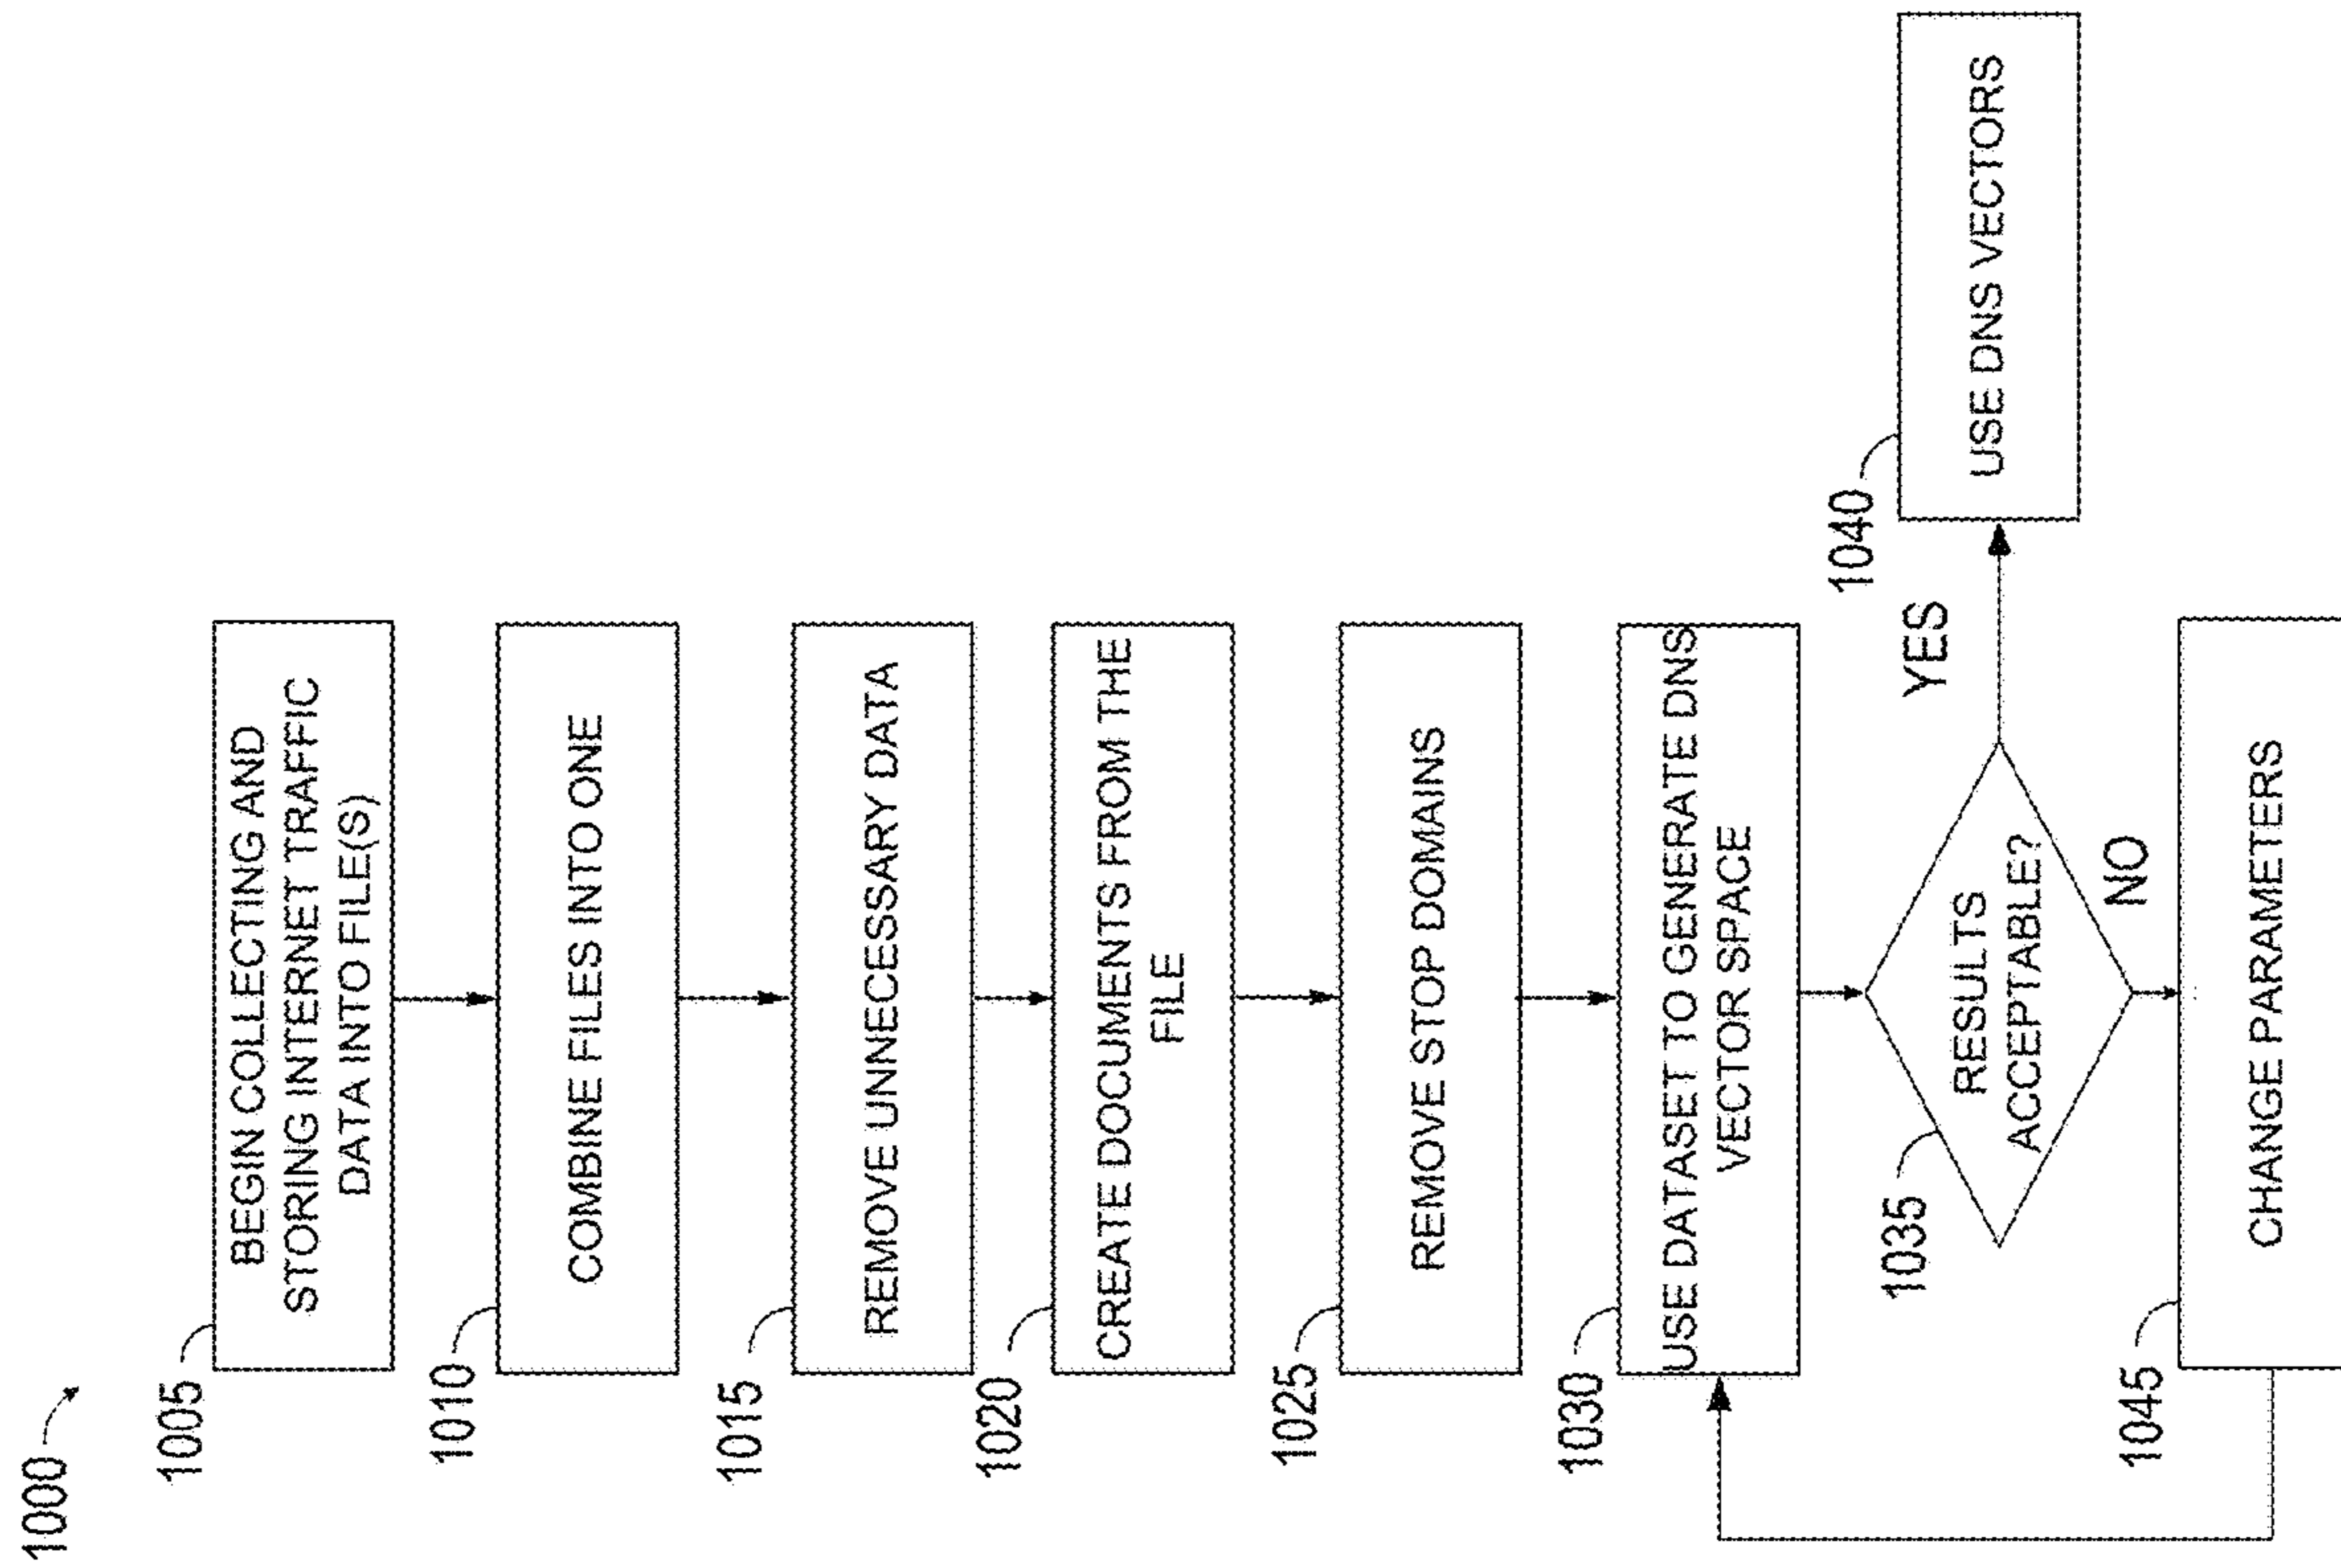 1000
1005
BEGIN COLLECTING AND
STORING INTERNET TRAFFIC
DATA INTO FILE(S)
1010
COMBINE FILES INTO ONE
1015
REMOVE UNNECESSARY DATA
1020
CREATE DOCUMENTS FROM THE
FILE
1025
REMOVE STOP DOMAINS
1030
USE DATASET TO GENERATE DNS
VECTOR SPACE
1035
RESULTS
ACCEPTABLE?
YES
1040
USE DNS VECTORS
NO
1045
CHANGE PARAMETERS